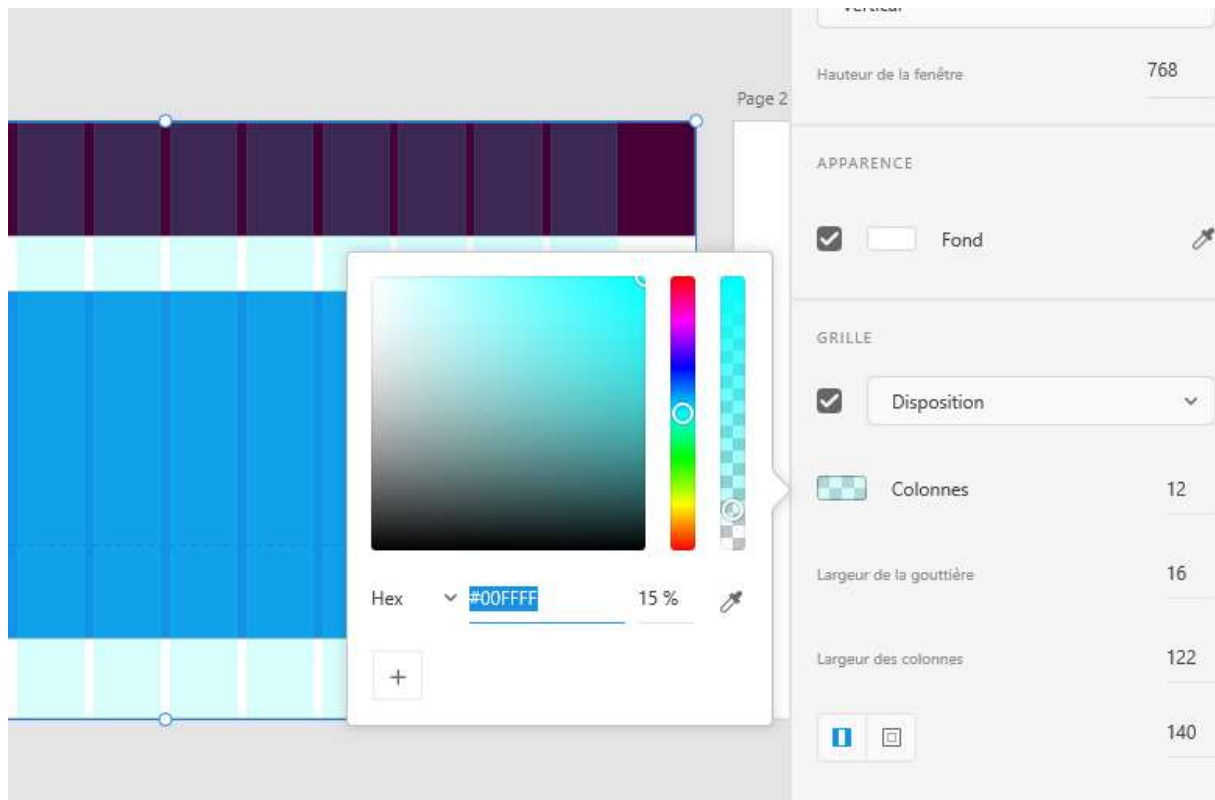 Vertical
Hauteur de la fenêtre 768
Page 2
APPARENCE
Fond
GRILLE
Disposition
Colonnes 12
Hex #00FFFF 15 %
Largeur de la gouttière 16
Largeur des colonnes 122
+
140